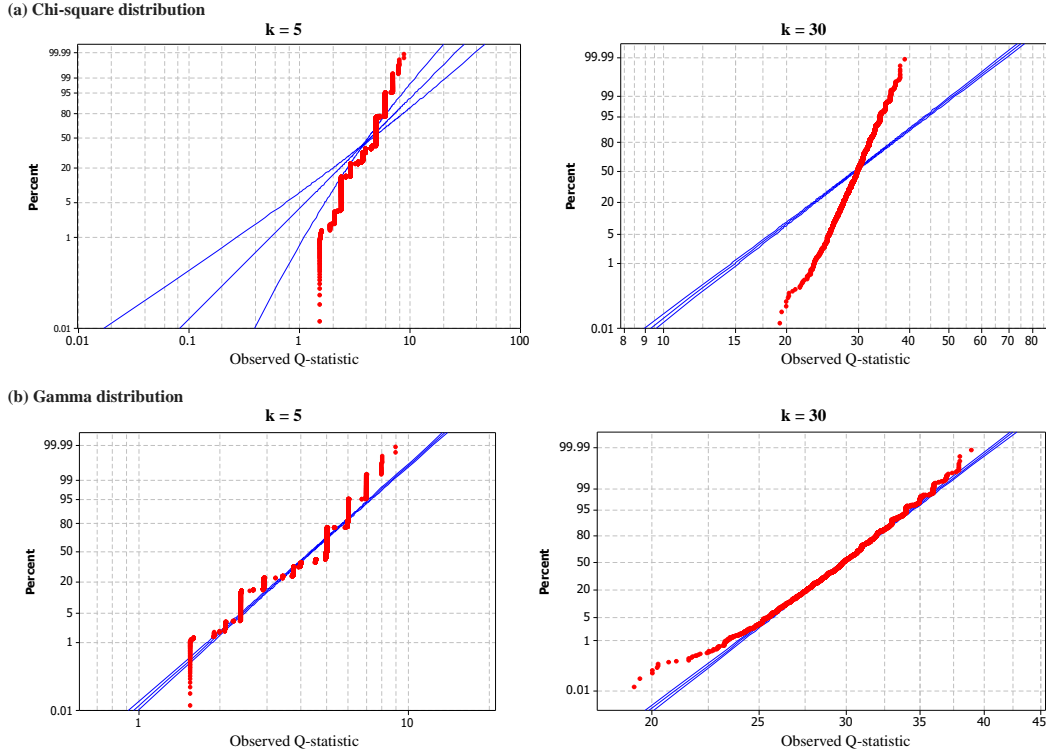 (a) Chi-square distribution
k = 5
k = 30
Percent
99.99
99
95
80
50
20
5
1
0.01
0.01 0.1 1 10 100
Observed Q-statistic
Percent
99.99
99
95
80
50
20
5
1
0.01
8 9 10 15 20 30 40 50 60 70 80
Observed Q-statistic
(b) Gamma distribution
k = 5
k = 30
Percent
99.99
99
95
80
50
20
5
1
0.01
1 10
Observed Q-statistic
Percent
99.99
99
95
80
50
20
5
1
0.01
20 25 30 35 40 45
Observed Q-statistic